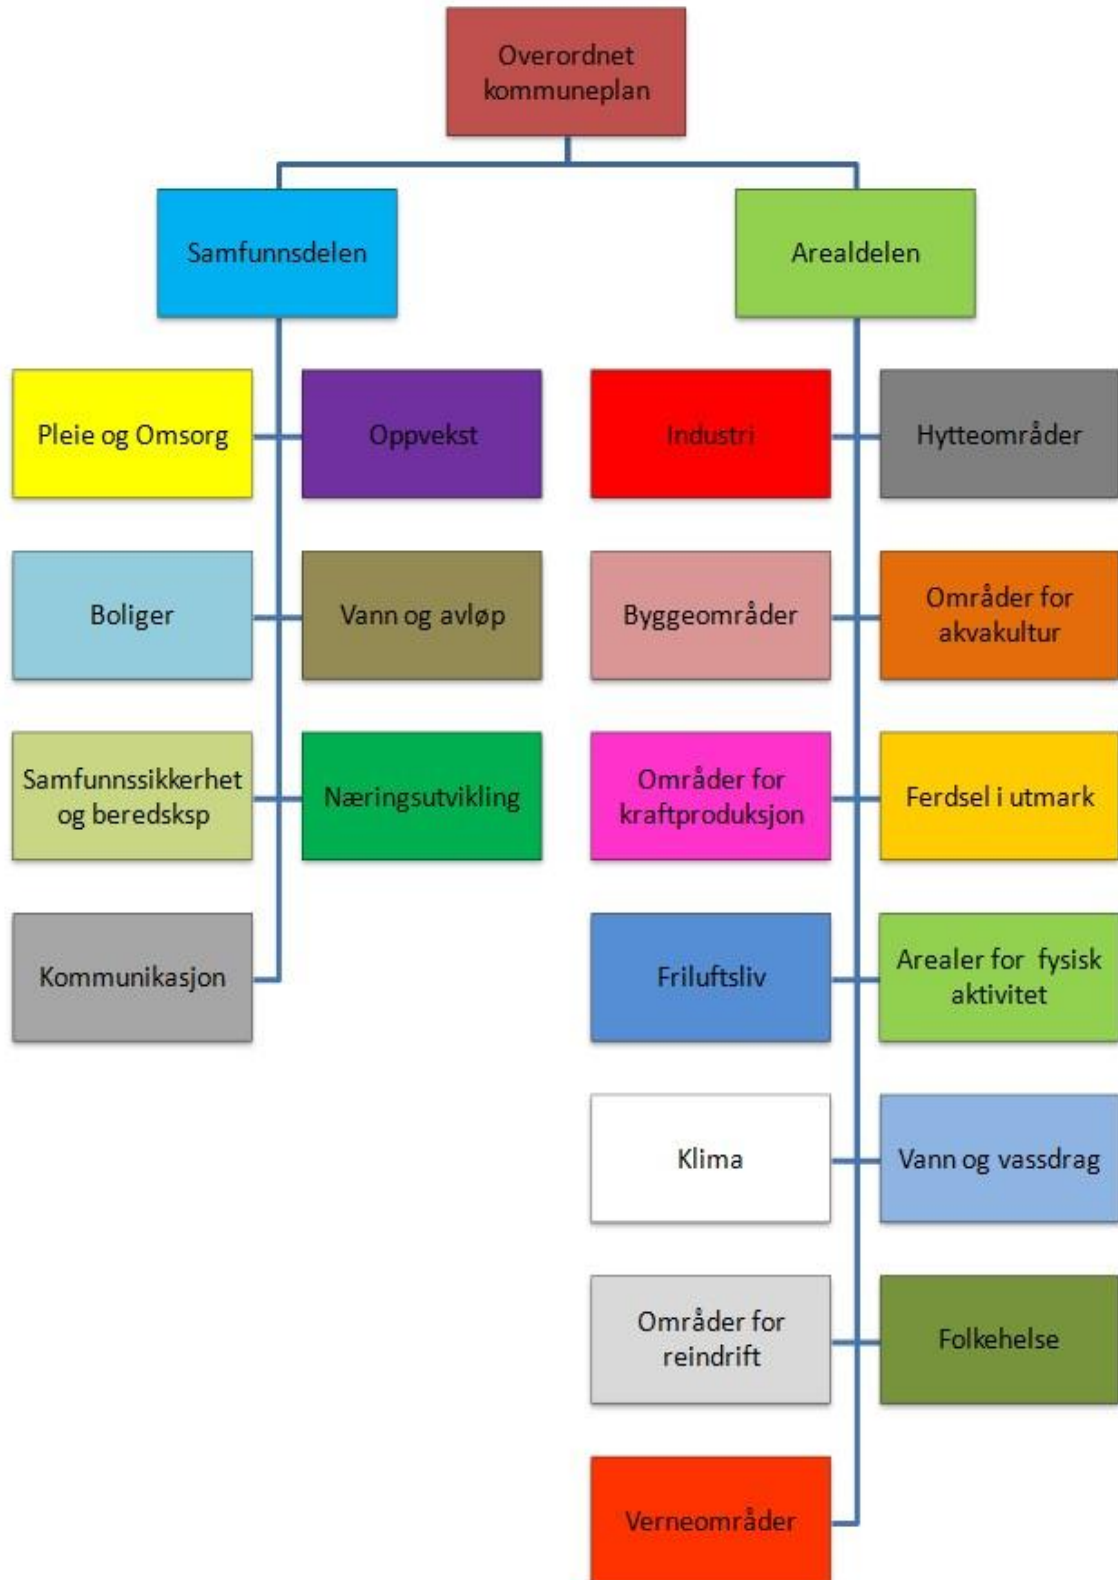 Overordnet
kommuneplan
Samfunnsdelen
Arealdelen
Pleie og Omsorg
Oppvekst
Industri
Hytteområder
Boliger
Vann og avløp
Byggeområder
Områder for
akvakultur
Samfunnssikkerhet
og beredsksp
Næringsutvikling
Områder for
kraftproduksjon
Ferdsel i utmark
Kommunikasjon
Friluftsliv
Arealer for fysisk
aktivitet
Klima
Vann og vassdrag
Områder for
reindrift
Folkehelse
Verneområder